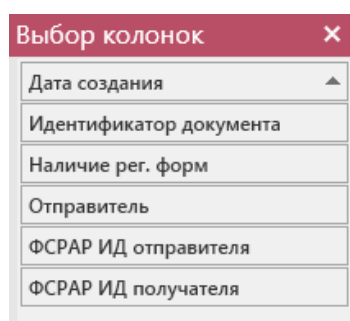 Выбор колонок
Дата создания
Идентификатор документа
Наличие рег. форм
Отправитель
ФСРАР ИД отправителя
ФСРАР ИД получателя